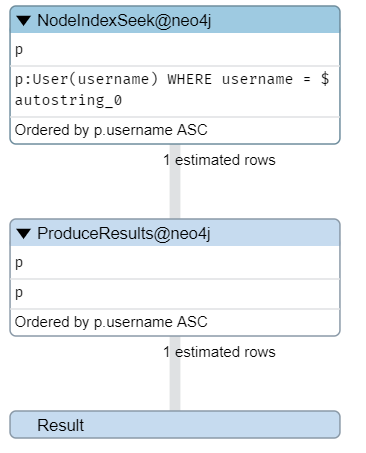 NodeIndexSeek@neo4j
p
p:User(username) WHERE username = $
autostring_0
Ordered by p.username ASC
1 estimated rows
ProduceResults@neo4j
p
p
Ordered by p.username ASC
1 estimated rows
Result